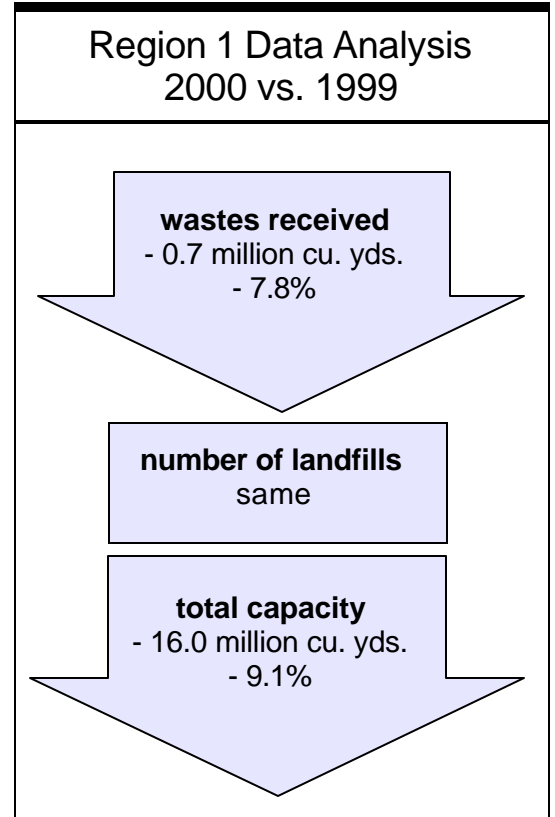 Region 1 Data Analysis
2000 vs. 1999
wastes received
- 0.7 million cu. yds.
- 7.8%
number of landfills
same
total capacity
- 16.0 million cu. yds.
- 9.1%